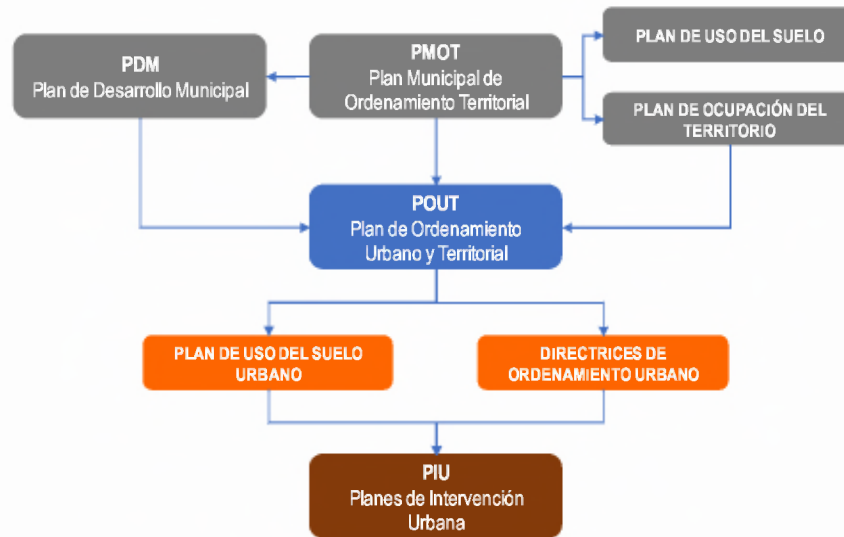 PDM
Plan de Desarrollo Municipal
PMOT
Plan Municipal de
Ordenamiento Territorial
PLAN DE USO DEL SUELO
PLAN DE OCUPACIÓN DEL
TERRITORIO
POUT
Plan de Ordenamiento
Urbano y Territorial
PLAN DE USO DEL SUELO
URBANO
DIRECTRICES DE
ORDENAMIENTO URBANO
PIU
Planes de Intervención
Urbana